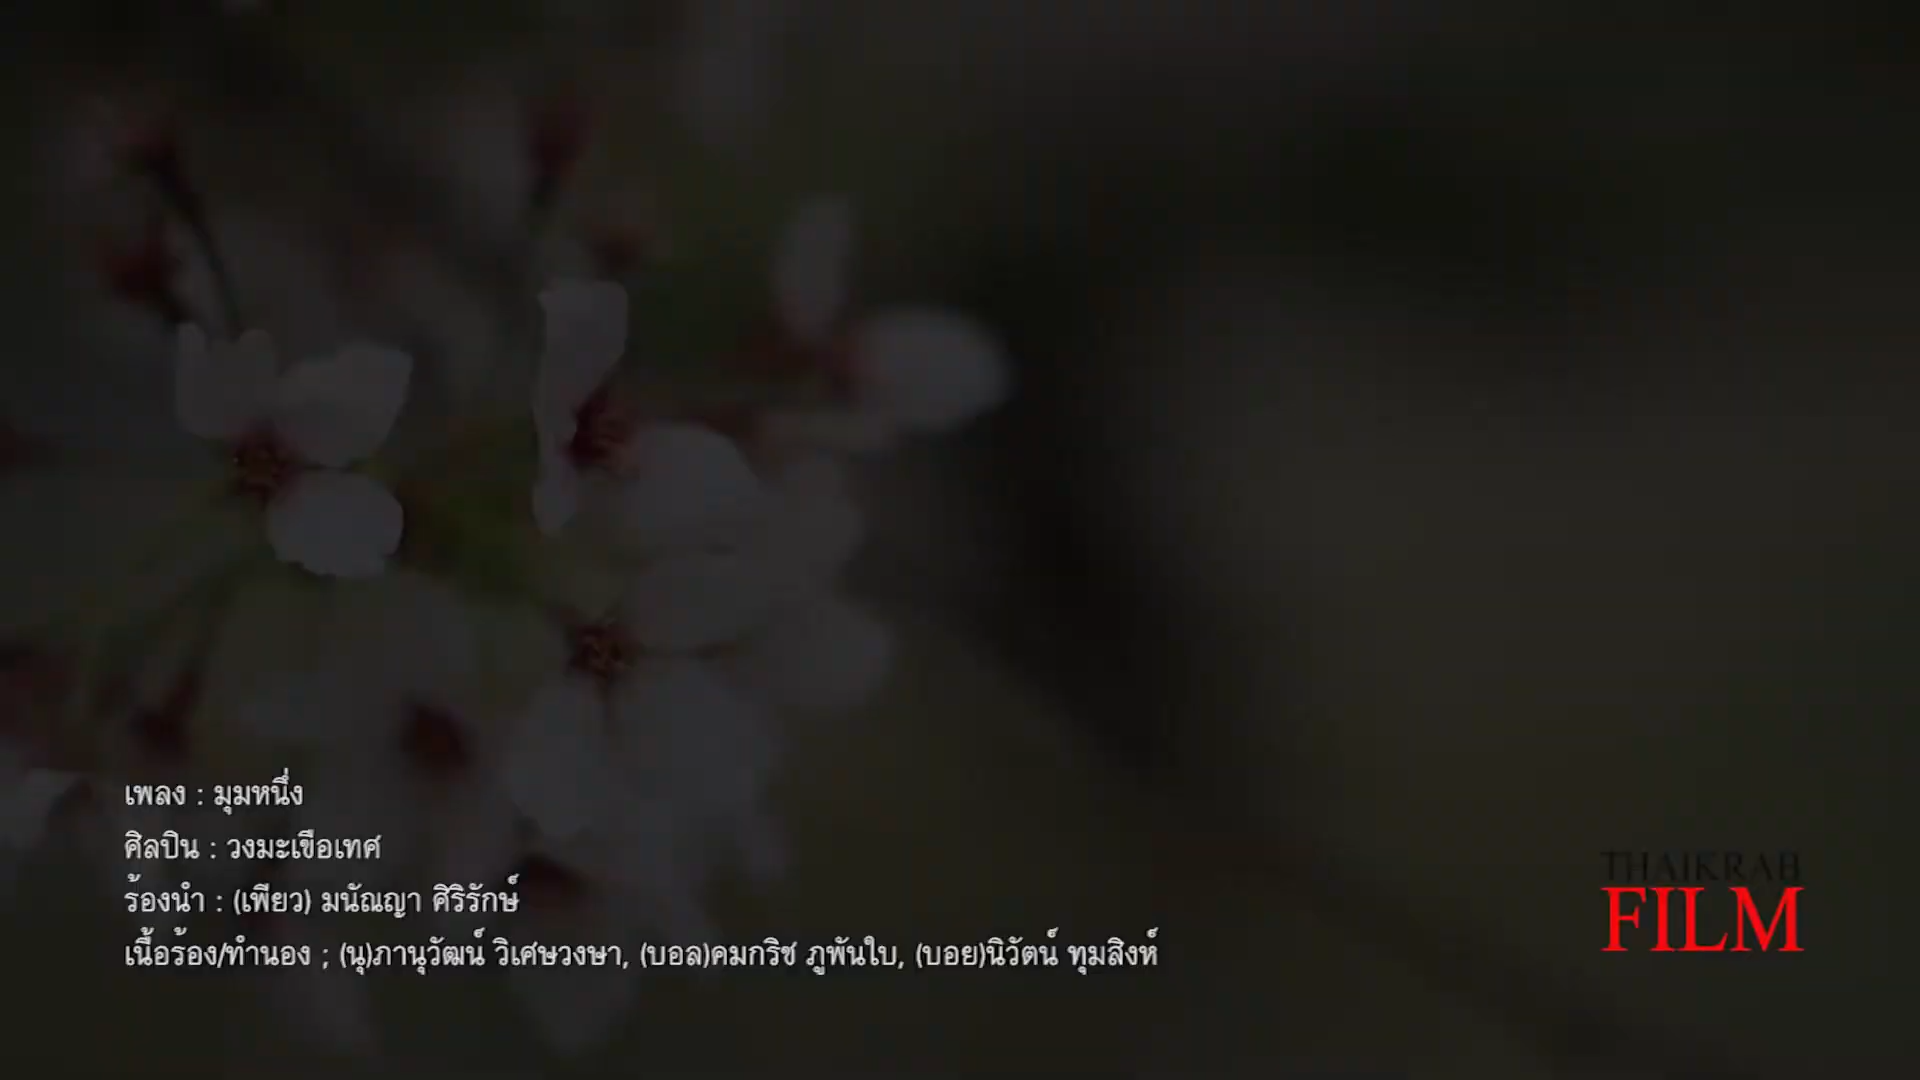 เพลง : มุมหนึ่ง
ศิลปิน : วงมะเขือเทศ
ร้องนำ : (เพียว) มนัณญา ศิริรักษ์
เนื้อร้อง/ทำนอง ; (นุ)ภานุวัฒน์ วิเศษวงษา, (บอล)คมกริช ภูพันใบ, (บอย)นิวัตน์ ทุมสิงห์
THAIKRAB
FILM